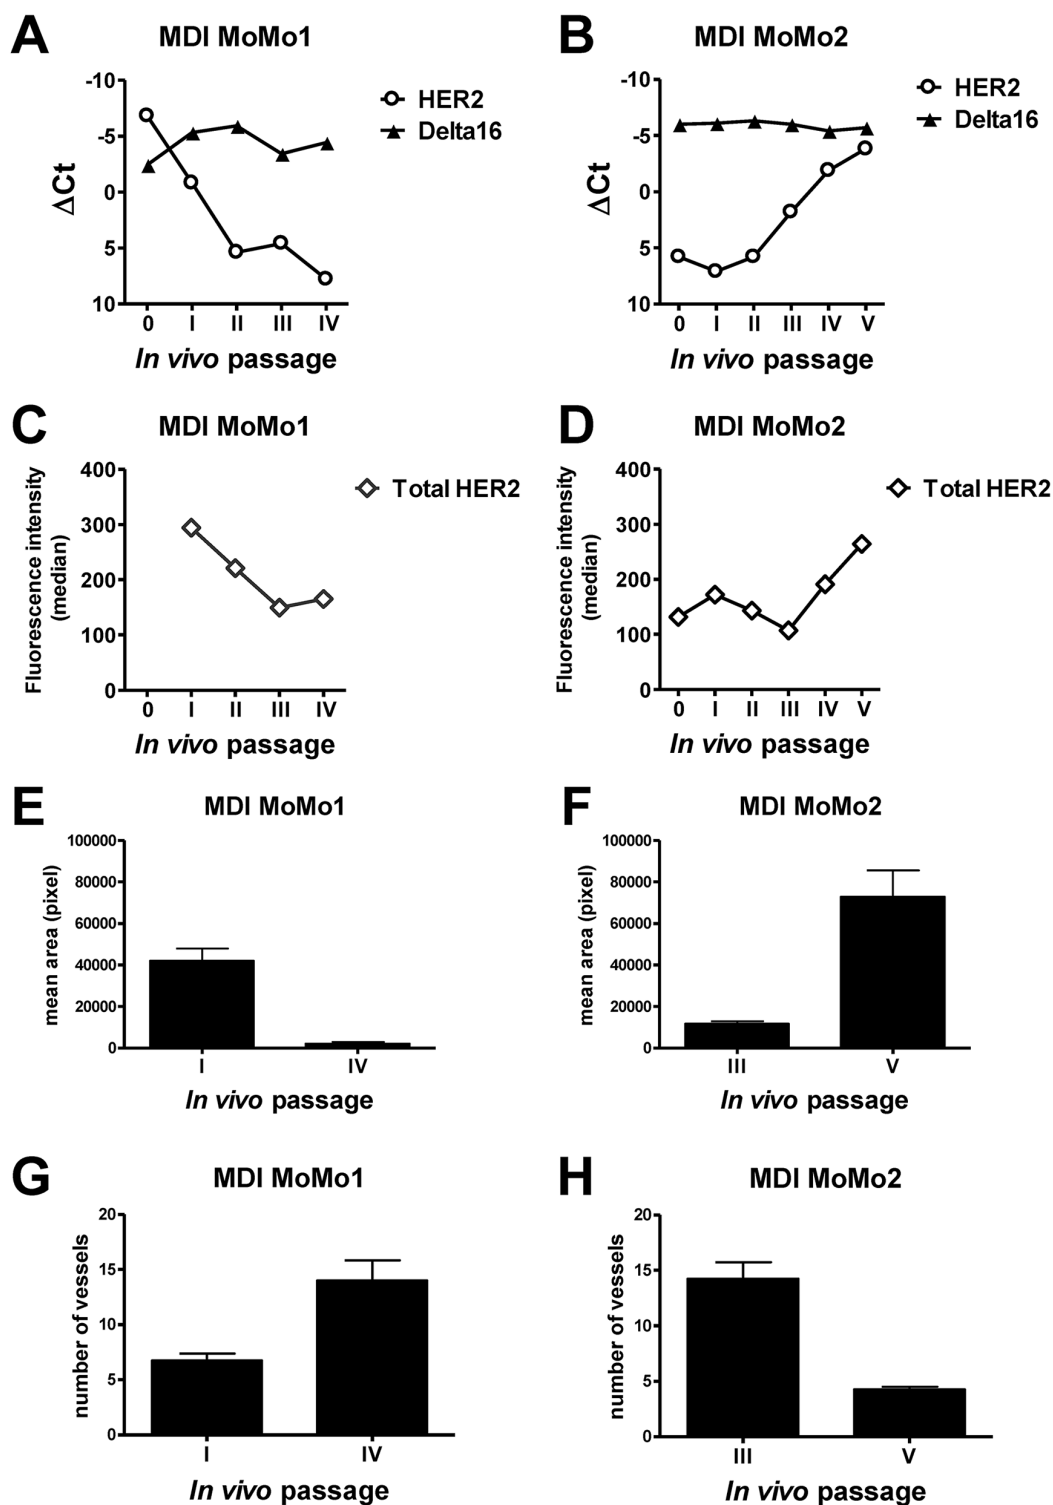 A
MDI MoMo1
-10
-5
0
5
10
ΔCt
HER2
Delta16
0 I II III IV
In vivo passage
B
MDI MoMo2
-10
-5
0
5
10
ΔCt
HER2
Delta16
0 I II III IV V
In vivo passage
C
MDI MoMo1
400
300
200
100
0
Fluorescence intensity
(median)
Total HER2
0 I II III IV
In vivo passage
D
MDI MoMo2
400
300
200
100
0
Fluorescence intensity
(median)
Total HER2
0 I II III IV V
In vivo passage
E
MDI MoMo1
100000
80000
60000
40000
20000
0
mean area (pixel)
I IV
In vivo passage
F
MDI MoMo2
100000
80000
60000
40000
20000
0
mean area (pixel)
III V
In vivo passage
G
MDI MoMo1
20
15
10
5
0
number of vessels
I IV
In vivo passage
H
MDI MoMo2
20
15
10
5
0
number of vessels
III V
In vivo passage